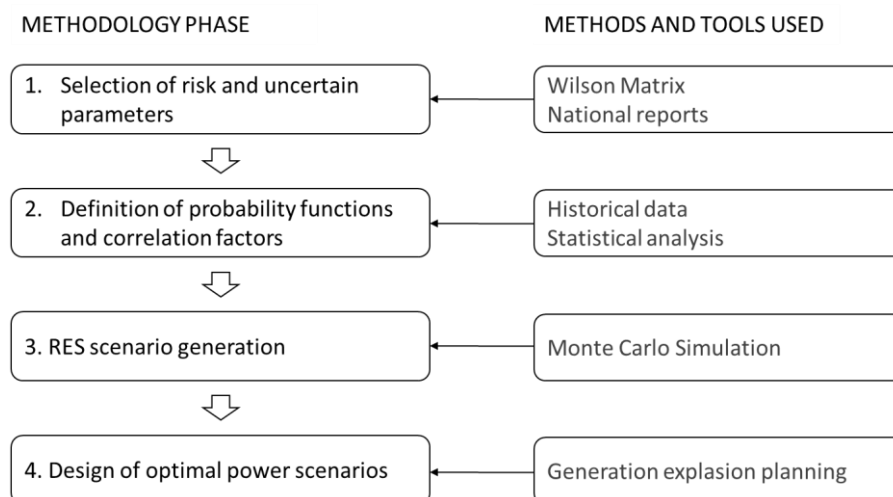 METHODOLOGY PHASE
METHODS AND TOOLS USED
1. Selection of risk and uncertain
parameters
Wilson Matrix
National reports
2. Definition of probability functions
and correlation factors
Historical data
Statistical analysis
3. RES scenario generation
Monte Carlo Simulation
4. Design of optimal power scenarios
Generation explasion planning